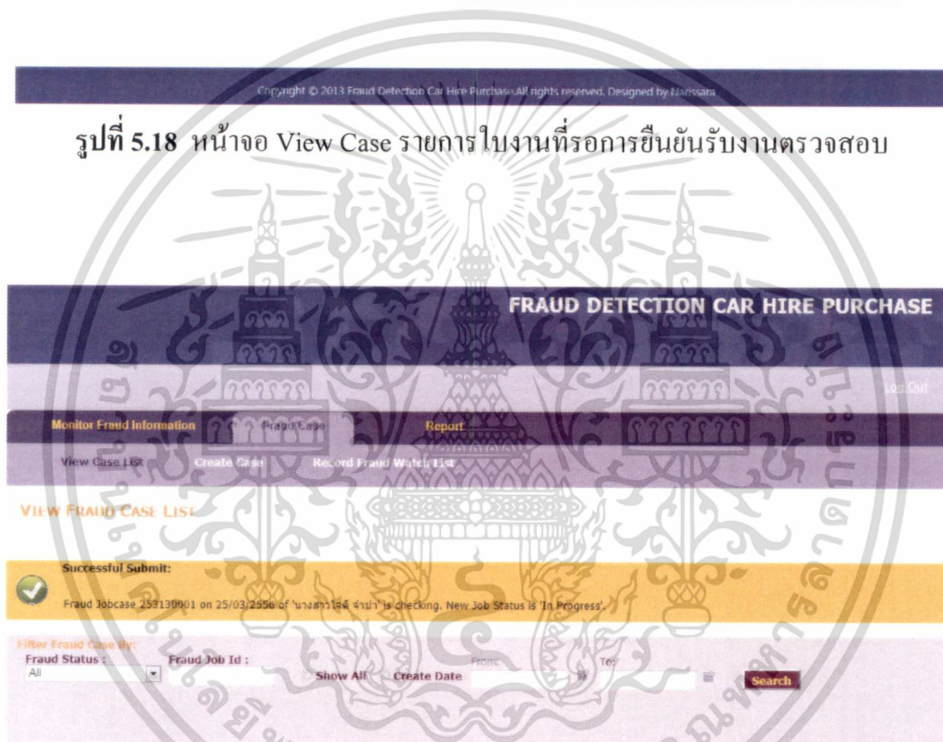 Copyright © 2013 Fraud Detection Car Hire Purchase.All rights reserved. Designed by Narissara
รูปที่ 5.18 หน้าจอ View Case รายการใบงานที่รอการยืนยันรับงานตรวจสอบ
FRAUD DETECTION CAR HIRE PURCHASE
Log Out
Monitor Fraud Information Fraud Case Report
View Case List Create Case Record Fraud Watch List
VIEW FRAUD CASE LIST
Successful Submit:
Fraud Jobcase 253130001 on 25/03/2556 of 'นางสาวใจดี จำปา' is checking. New Job Status is 'In Progress'.
Filter Fraud Case By:
Fraud Status : Fraud Job Id : From: To:
All Show All Create Date Search